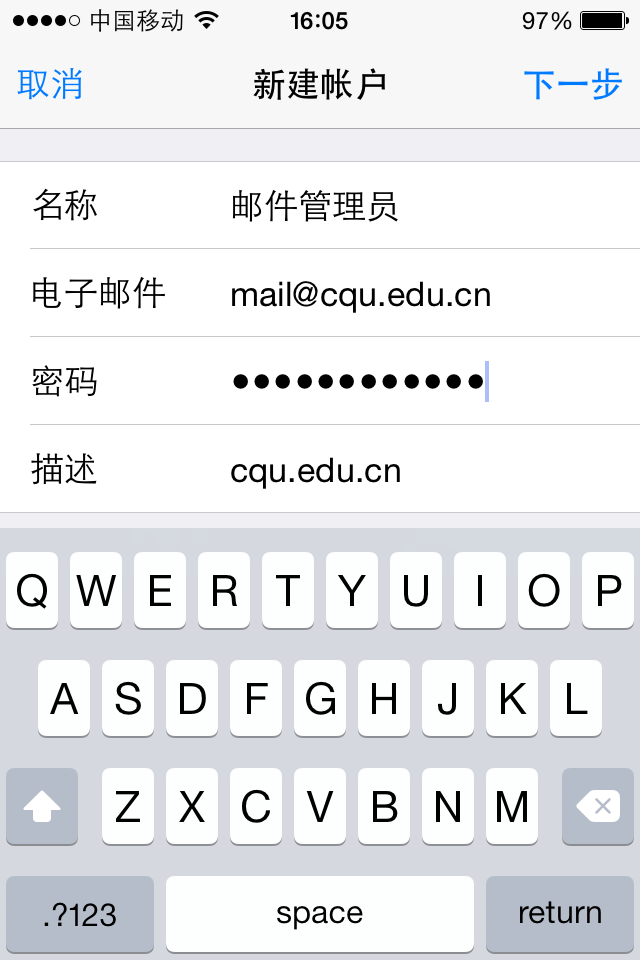 中国移动 16:05 97%
取消 新建帐户 下一步
名称 邮件管理员
电子邮件 mail@cqu.edu.cn
密码 ●●●●●●●●●●●●
描述 cqu.edu.cn
Q W E R T Y U I O P
A S D F G H J K L
Z X C V B N M
.?123 space return